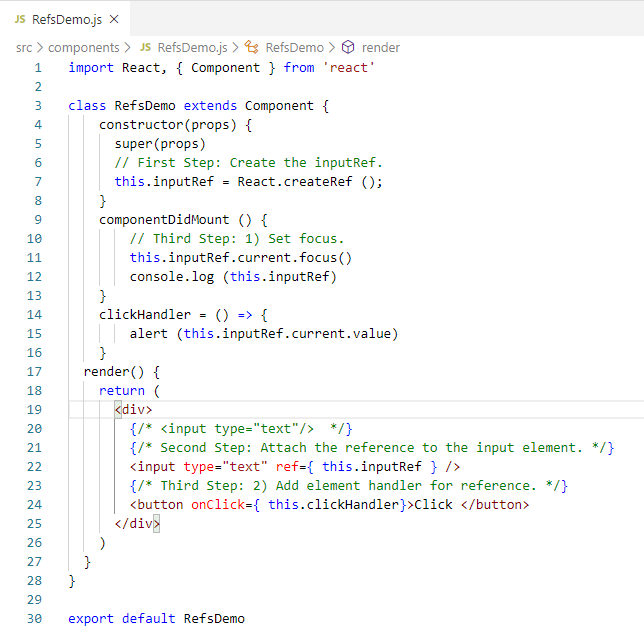 JS RefsDemo.js ×
src > components > JS RefsDemo.js > RefsDemo > render
1 import React, { Component } from 'react'
2
3 class RefsDemo extends Component {
4 constructor(props) {
5 super(props)
6 // First Step: Create the inputRef.
7 this.inputRef = React.createRef ();
8 }
9 componentDidMount () {
10 // Third Step: 1) Set focus.
11 this.inputRef.current.focus()
12 console.log (this.inputRef)
13 }
14 clickHandler = () => {
15 alert (this.inputRef.current.value)
16 }
17 render() {
18 return (
19 <div>
20 {/* <input type="text"/>  */}
21 {/* Second Step: Attach the reference to the input element. */}
22 <input type="text" ref={ this.inputRef } />
23 {/* Third Step: 2) Add element handler for reference. */}
24 <button onClick={ this.clickHandler}>Click </button>
25 </div>
26 )
27 }
28 }
29
30 export default RefsDemo